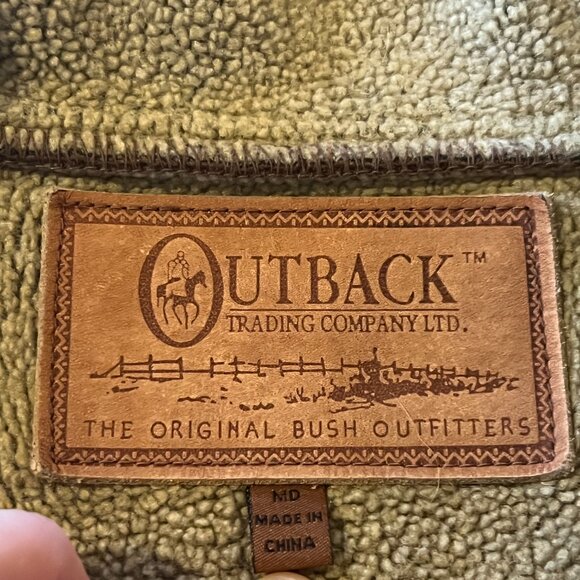 OUTBACK™
TRADING COMPANY LTD.
THE ORIGINAL BUSH OUTFITTERS
MD
MADE IN
CHINA